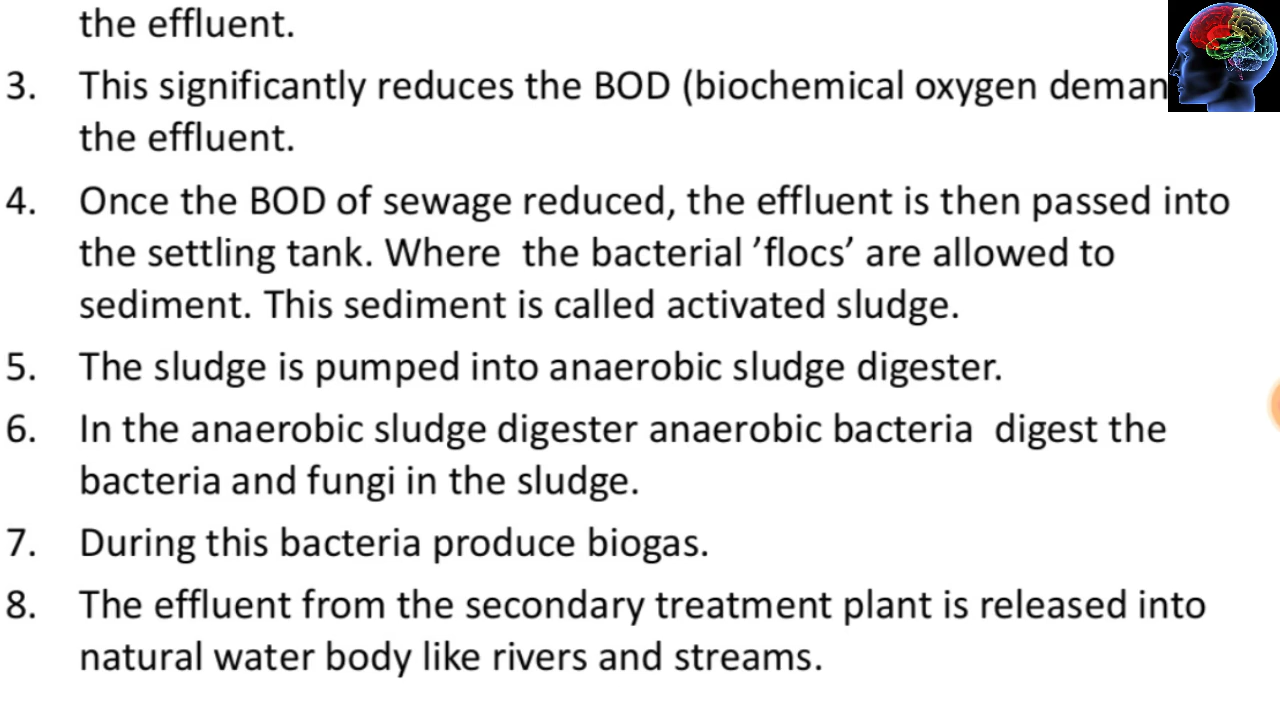 the effluent.
3. This significantly reduces the BOD (biochemical oxygen deman
the effluent.
4. Once the BOD of sewage reduced, the effluent is then passed into
the settling tank. Where the bacterial ’flocs’ are allowed to
sediment. This sediment is called activated sludge.
5. The sludge is pumped into anaerobic sludge digester.
6. In the anaerobic sludge digester anaerobic bacteria digest the
bacteria and fungi in the sludge.
7. During this bacteria produce biogas.
8. The effluent from the secondary treatment plant is released into
natural water body like rivers and streams.